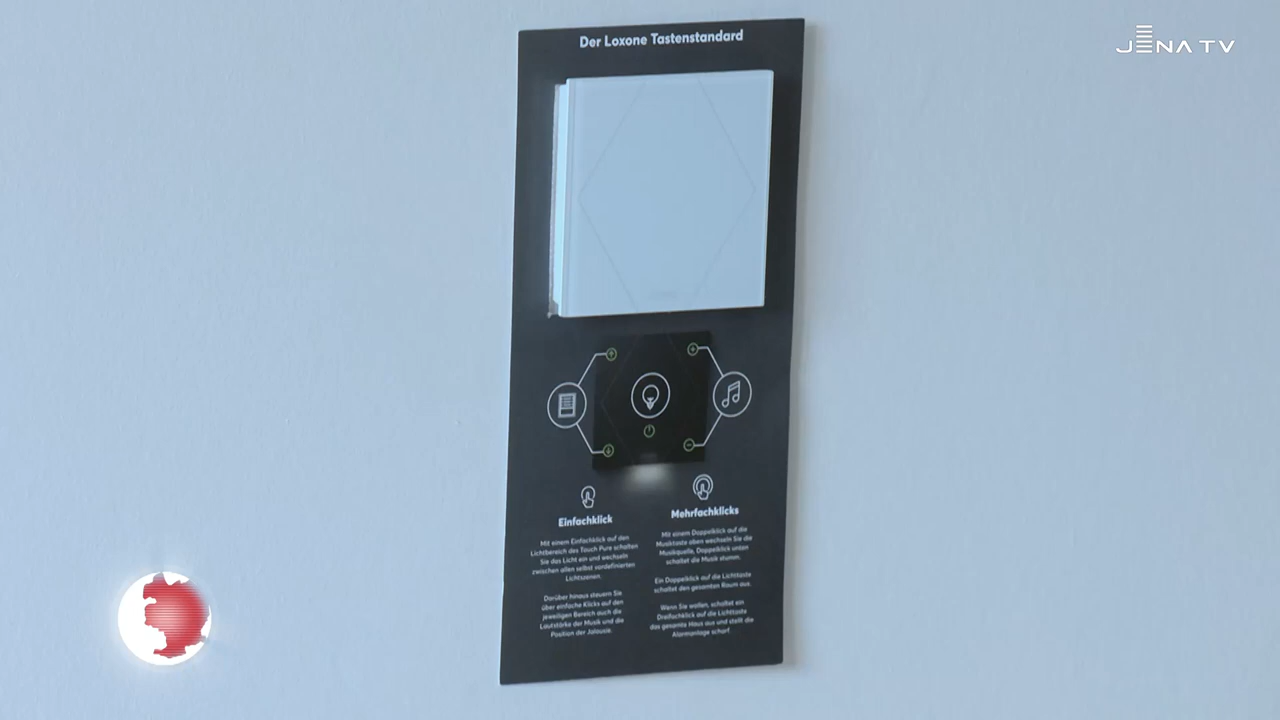 JENA TV
Der Loxone Tastenstandard
Einfachklick
Mit einem Einfachklick auf den
Lichtbereich des Touch Pure schalten
Sie das Licht ein und wechseln
zwischen allen selbst vordefinierten
Lichtszenen.
Darüber hinaus steuern Sie
über einfache Klicks auf den
jeweiligen Bereich auch die
Lautstärke der Musik und die
Position der Jalousie.
Mehrfachklicks
Mit einem Doppelklick auf die
Musiktaste oben wechseln Sie die
Musikquelle, Doppelklick unten
schaltet die Musik stumm.
Ein Doppelklick auf die Lichttaste
schaltet den gesamten Raum aus.
Wenn Sie wollen, schaltet ein
Dreifachklick auf die Lichttaste
das gesamte Haus aus und stellt die
Alarmanlage scharf.